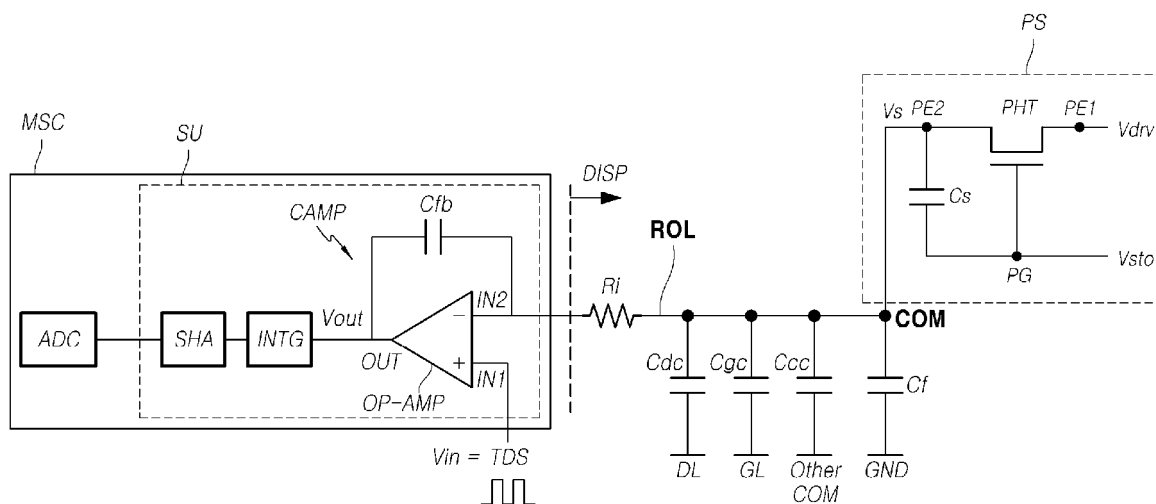 PS
Vs PE2 PHT PE1
Vdrv
Cs
Vsto
PG
MSC
SU
DISP
CAMP
Cfb
ROL
Ri
COM
IN2
Vout
ADC
SHA
INTG
OUT
−
+
IN1
OP-AMP
Cdc Cgc Ccc Cf
Vin = TDS
DL GL Other GND
COM